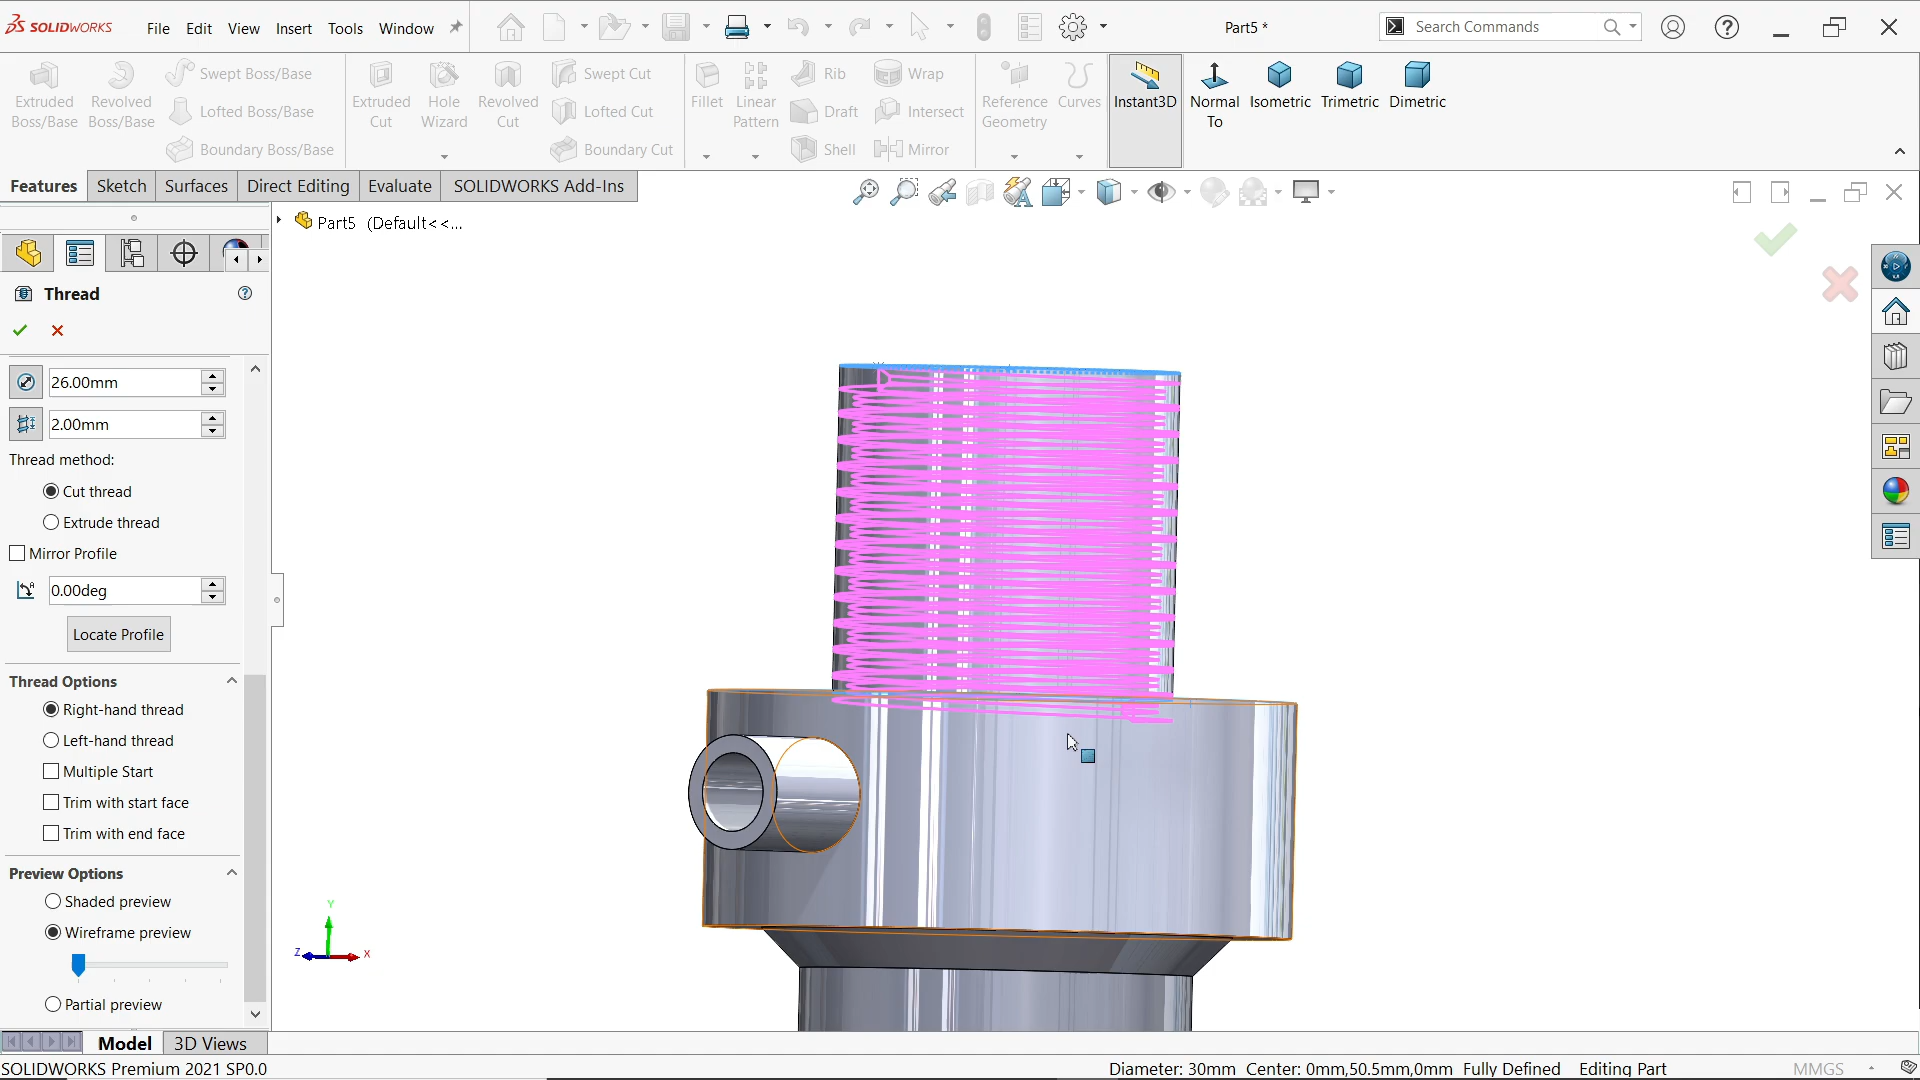 SOLIDWORKS
File Edit View Insert Tools Window
Part5 *
Search Commands
Extruded Boss/Base
Revolved Boss/Base
Swept Boss/Base
Lofted Boss/Base
Boundary Boss/Base
Extruded Cut
Hole Wizard
Revolved Cut
Swept Cut
Lofted Cut
Boundary Cut
Fillet
Linear Pattern
Rib
Draft
Shell
Wrap
Intersect
Mirror
Reference Geometry
Curves
Instant3D
Normal To
Isometric
Trimetric
Dimetric
Features Sketch Surfaces Direct Editing Evaluate SOLIDWORKS Add-Ins
Part5 (Default<<...
Thread
26.00mm
2.00mm
Thread method:
Cut thread
Extrude thread
Mirror Profile
0.00deg
Locate Profile
Thread Options
Right-hand thread
Left-hand thread
Multiple Start
Trim with start face
Trim with end face
Preview Options
Shaded preview
Wireframe preview
Partial preview
Y
Z
X
Model 3D Views
SOLIDWORKS Premium 2021 SP0.0
Diameter: 30mm Center: 0mm,50.5mm,0mm Fully Defined Editing Part MMGS